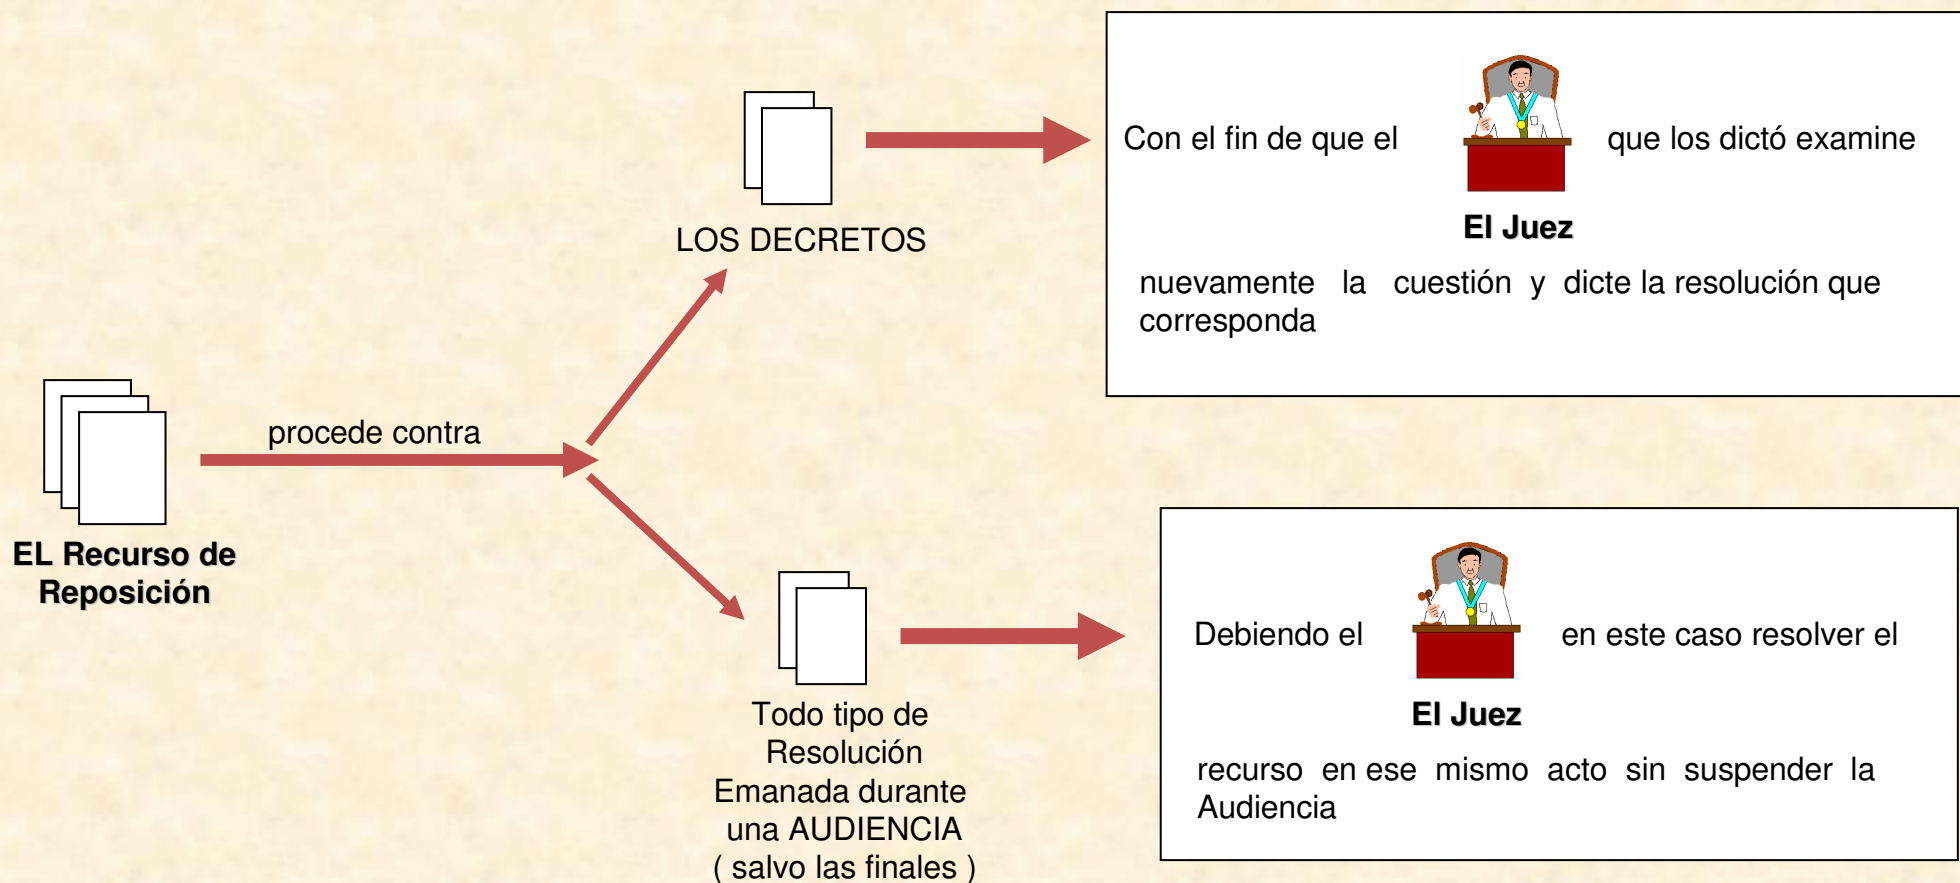 Con el fin de que el que los dictó examine
El Juez
nuevamente la cuestión y dicte la resolución que
corresponda
LOS DECRETOS
procede contra
EL Recurso de
Reposición
Debiendo el en este caso resolver el
El Juez
recurso en ese mismo acto sin suspender la
Audiencia
Todo tipo de
Resolución
Emanada durante
una AUDIENCIA
( salvo las finales )